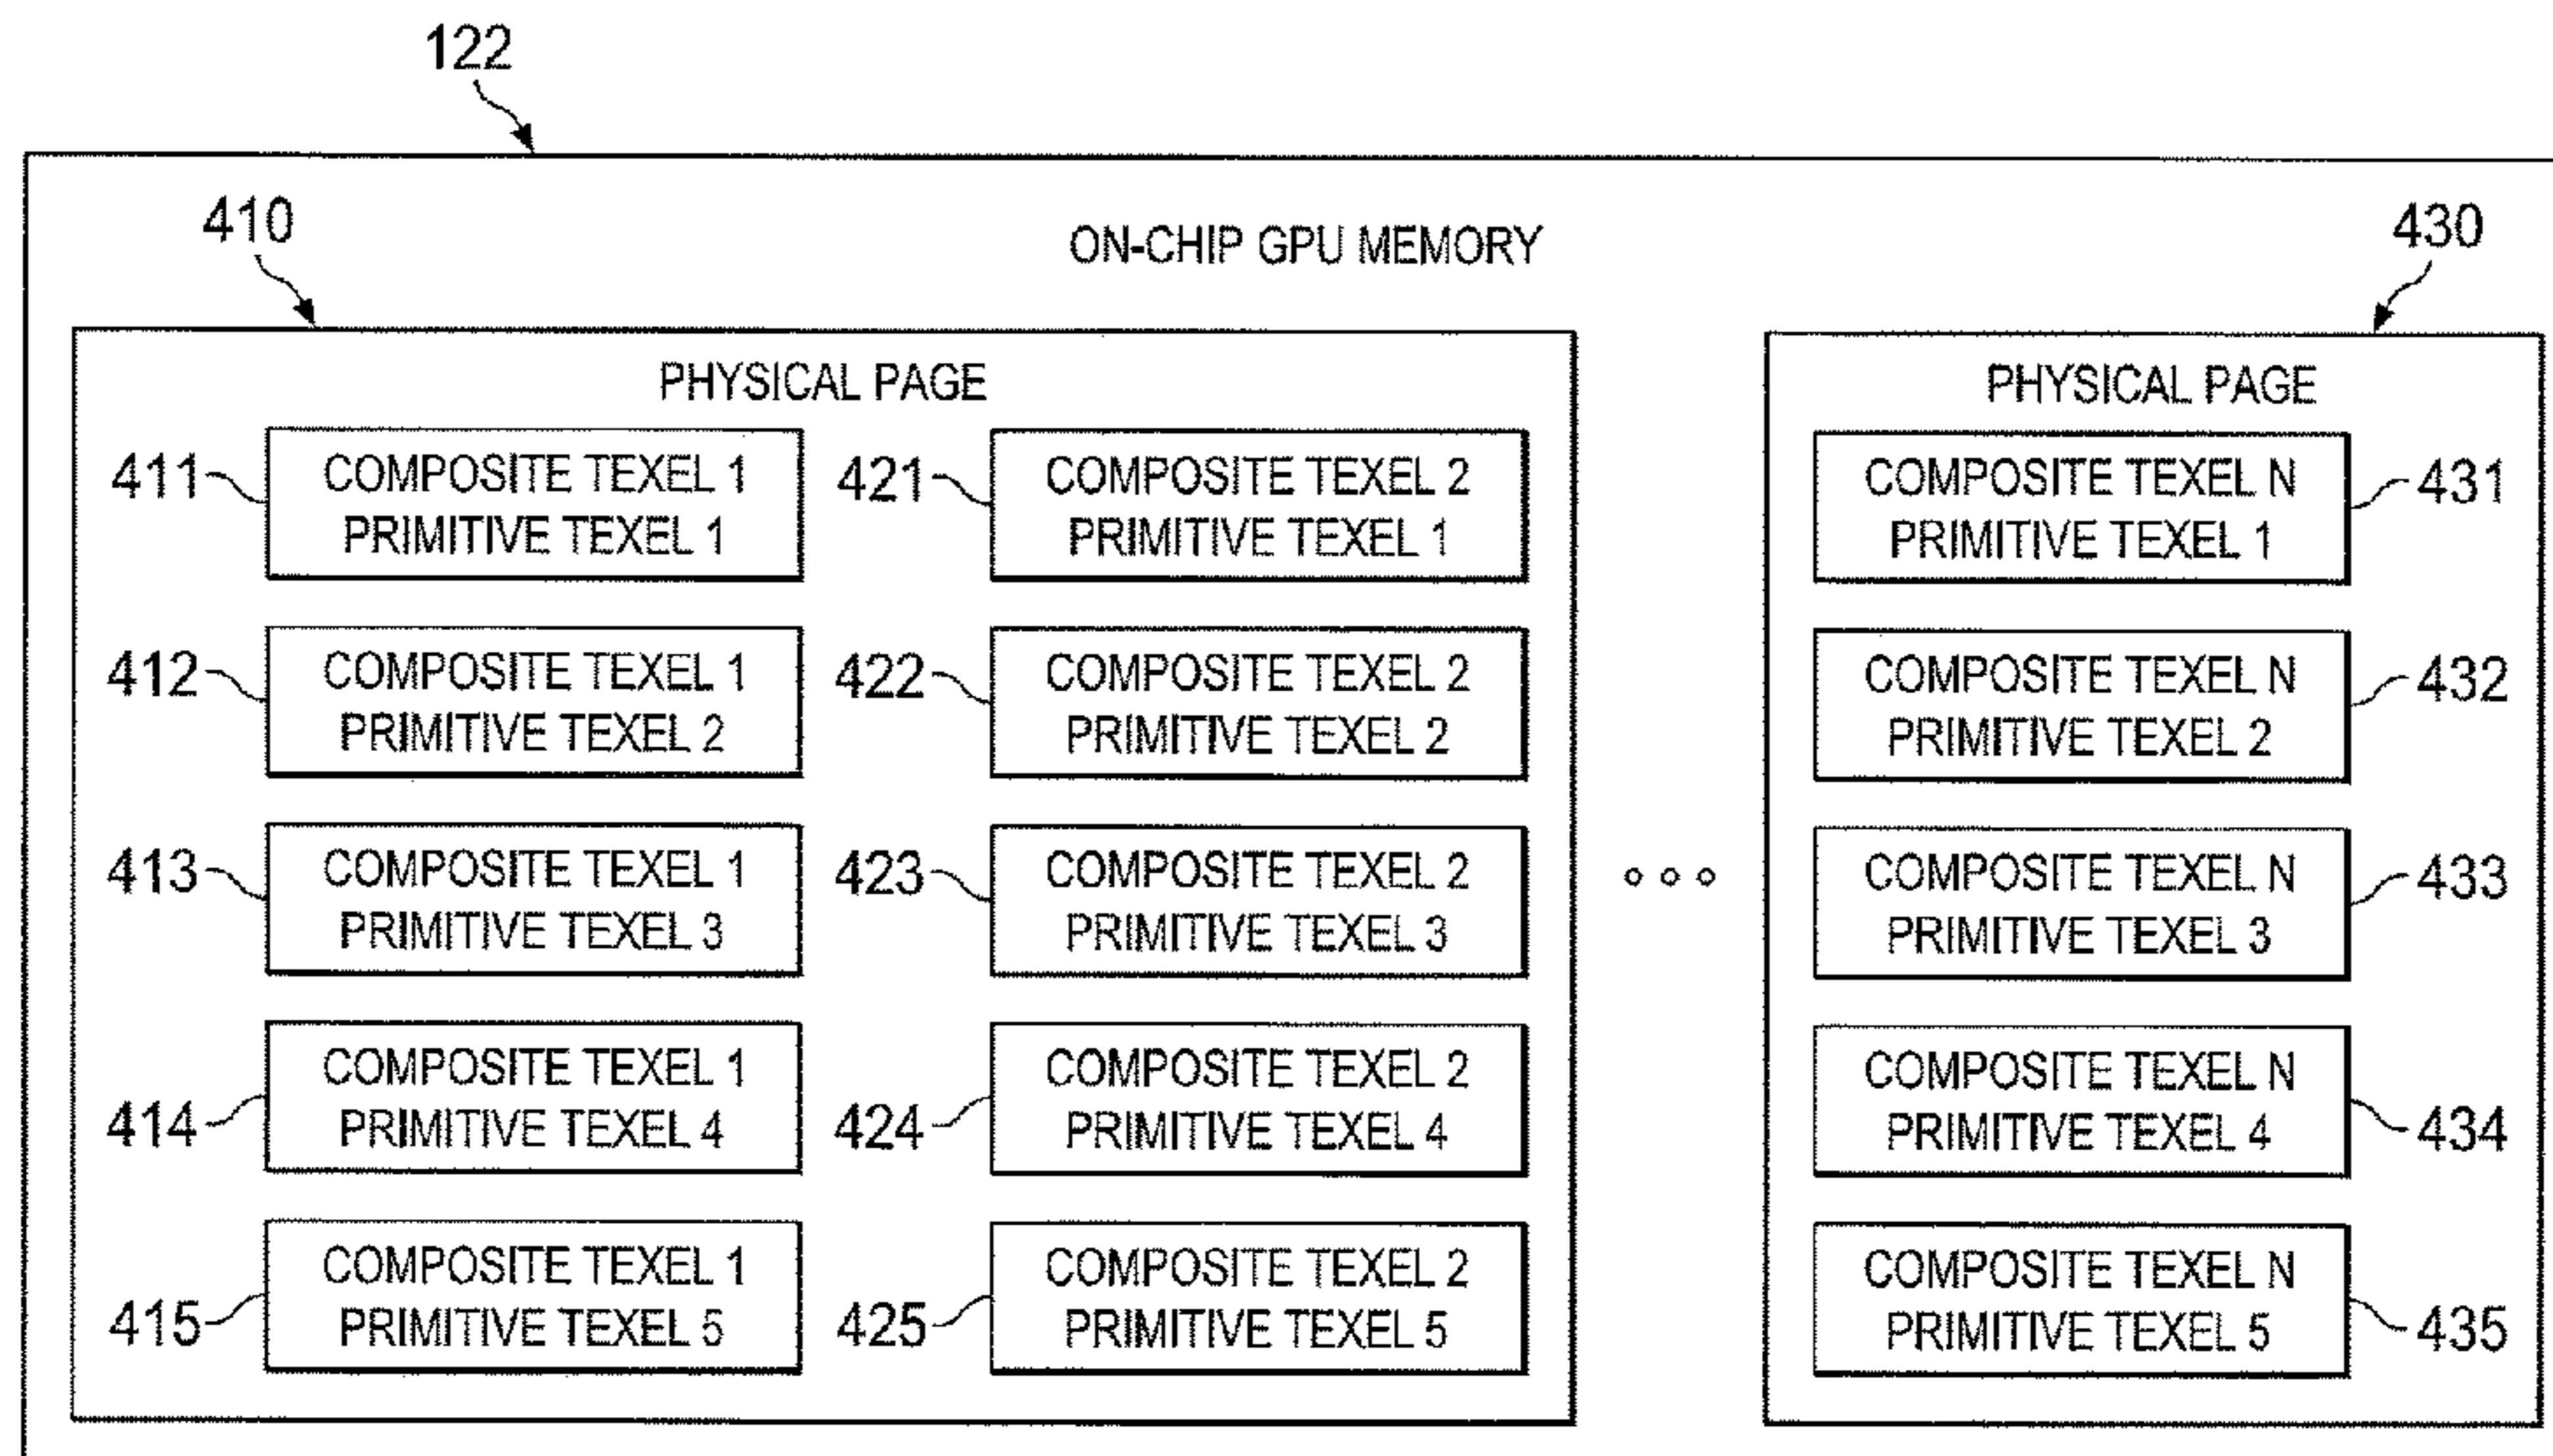 122
410
ON-CHIP GPU MEMORY
430
PHYSICAL PAGE
411
COMPOSITE TEXEL 1
PRIMITIVE TEXEL 1
421
COMPOSITE TEXEL 2
PRIMITIVE TEXEL 1
412
COMPOSITE TEXEL 1
PRIMITIVE TEXEL 2
422
COMPOSITE TEXEL 2
PRIMITIVE TEXEL 2
413
COMPOSITE TEXEL 1
PRIMITIVE TEXEL 3
423
COMPOSITE TEXEL 2
PRIMITIVE TEXEL 3
414
COMPOSITE TEXEL 1
PRIMITIVE TEXEL 4
424
COMPOSITE TEXEL 2
PRIMITIVE TEXEL 4
415
COMPOSITE TEXEL 1
PRIMITIVE TEXEL 5
425
COMPOSITE TEXEL 2
PRIMITIVE TEXEL 5
PHYSICAL PAGE
COMPOSITE TEXEL N
PRIMITIVE TEXEL 1
431
COMPOSITE TEXEL N
PRIMITIVE TEXEL 2
432
COMPOSITE TEXEL N
PRIMITIVE TEXEL 3
433
COMPOSITE TEXEL N
PRIMITIVE TEXEL 4
434
COMPOSITE TEXEL N
PRIMITIVE TEXEL 5
435